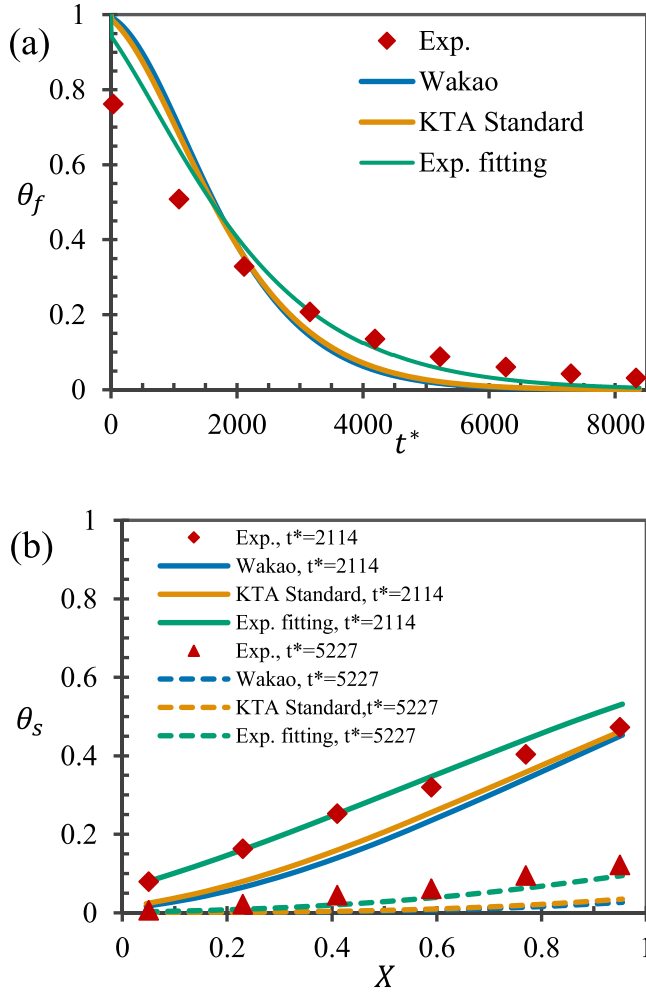 (a)
1
0.8
0.6
0.4
0.2
0
θf
Exp.
Wakao
KTA Standard
Exp. fitting
0 2000 4000 6000 8000
t*
(b)
1
0.8
0.6
0.4
0.2
0
θs
Exp., t*=2114
Wakao, t*=2114
KTA Standard, t*=2114
Exp. fitting, t*=2114
Exp., t*=5227
Wakao, t*=5227
KTA Standard,t*=5227
Exp. fitting, t*=5227
0 0.2 0.4 0.6 0.8 1
X